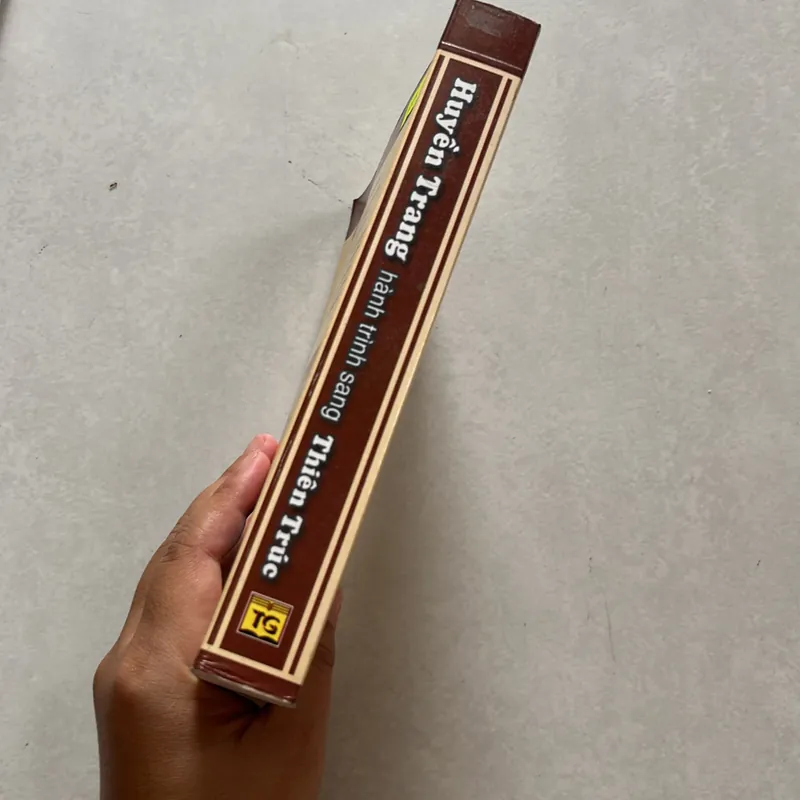 Huyền Trang hành trình sang Thiên Trúc
TG